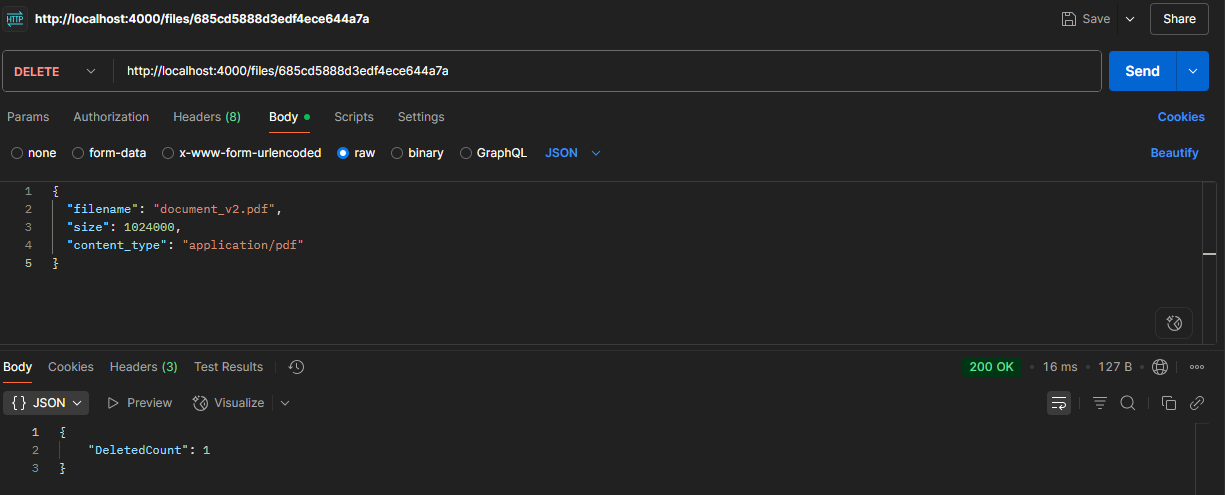 HTTP http://localhost:4000/files/685cd5888d3edf4ece644a7a Save Share
DELETE http://localhost:4000/files/685cd5888d3edf4ece644a7a Send
Params Authorization Headers (8) Body Scripts Settings Cookies
none form-data x-www-form-urlencoded raw binary GraphQL JSON Beautify
1 {
2 "filename": "document_v2.pdf",
3 "size": 1024000,
4 "content_type": "application/pdf"
5 }
Body Cookies Headers (3) Test Results 200 OK 16 ms 127 B
{} JSON Preview Visualize
1 {
2 "DeletedCount": 1
3 }